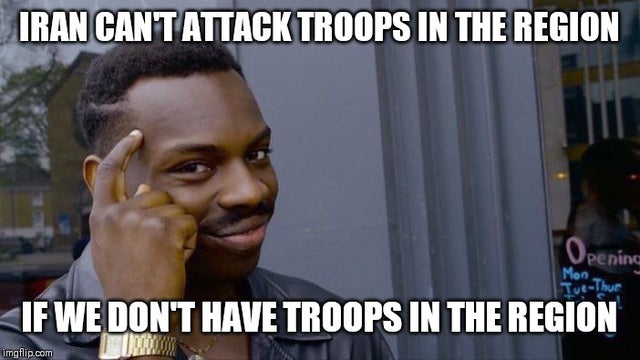 IRAN CAN'T ATTACK TROOPS IN THE REGION
Opening
Mon
Tue-Thur
IF WE DON'T HAVE TROOPS IN THE REGION
imgflip.com